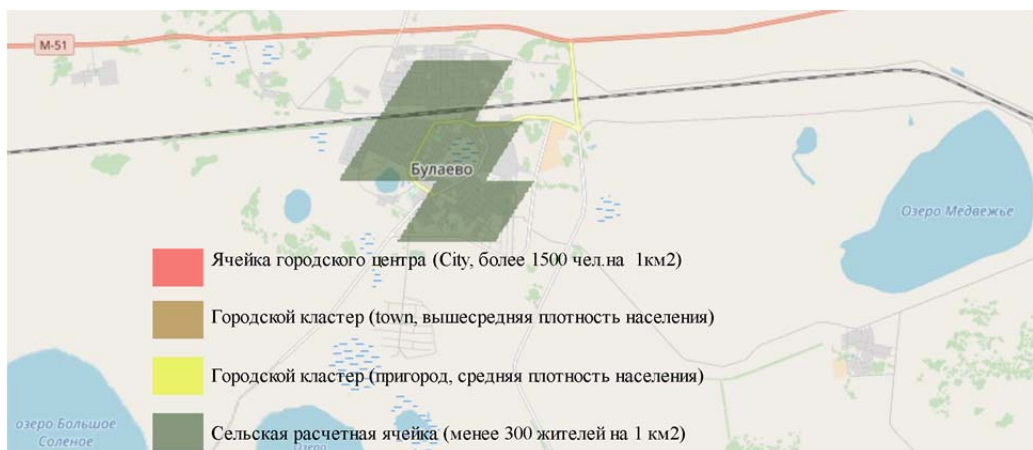 М-51
Булаево
Озеро Медвежье
Ячейка городского центра (City, более 1500 чел.на 1км2)
Городской кластер (town, вышесредняя плотность населения)
Городской кластер (пригород, средняя плотность населения)
озеро Большое
Соленое
Озеро
Сельская расчетная ячейка (менее 300 жителей на 1 км2)